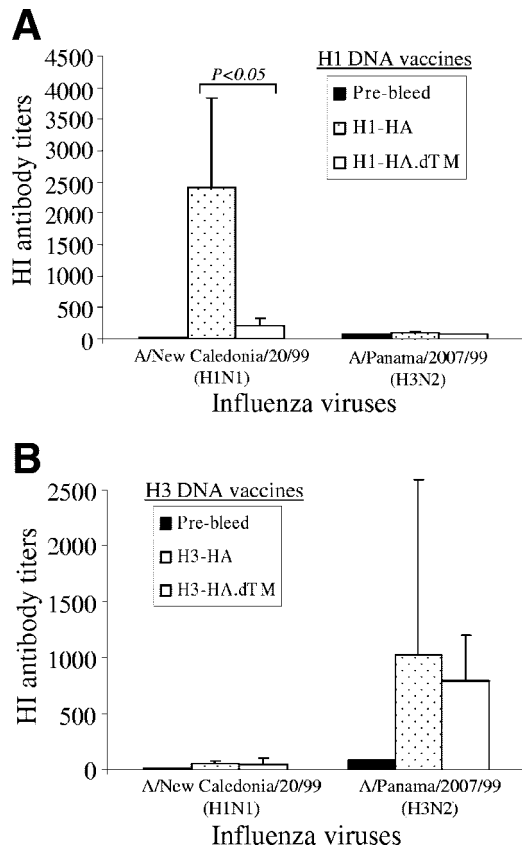 A
H1 DNA vaccines
Pre-bleed
H1-HA
H1-HA.dTM
P<0.05
HI antibody titers
5000
4500
4000
3500
3000
2500
2000
1500
1000
500
0
A/New Caledonia/20/99
(H1N1)
A/Panama/2007/99
(H3N2)
Influenza viruses
B
H3 DNA vaccines
Pre-bleed
H3-HA
H3-HA.dTM
HI antibody titers
2500
2000
1500
1000
500
0
A/New Caledonia/20/99
(H1N1)
A/Panama/2007/99
(H3N2)
Influenza viruses